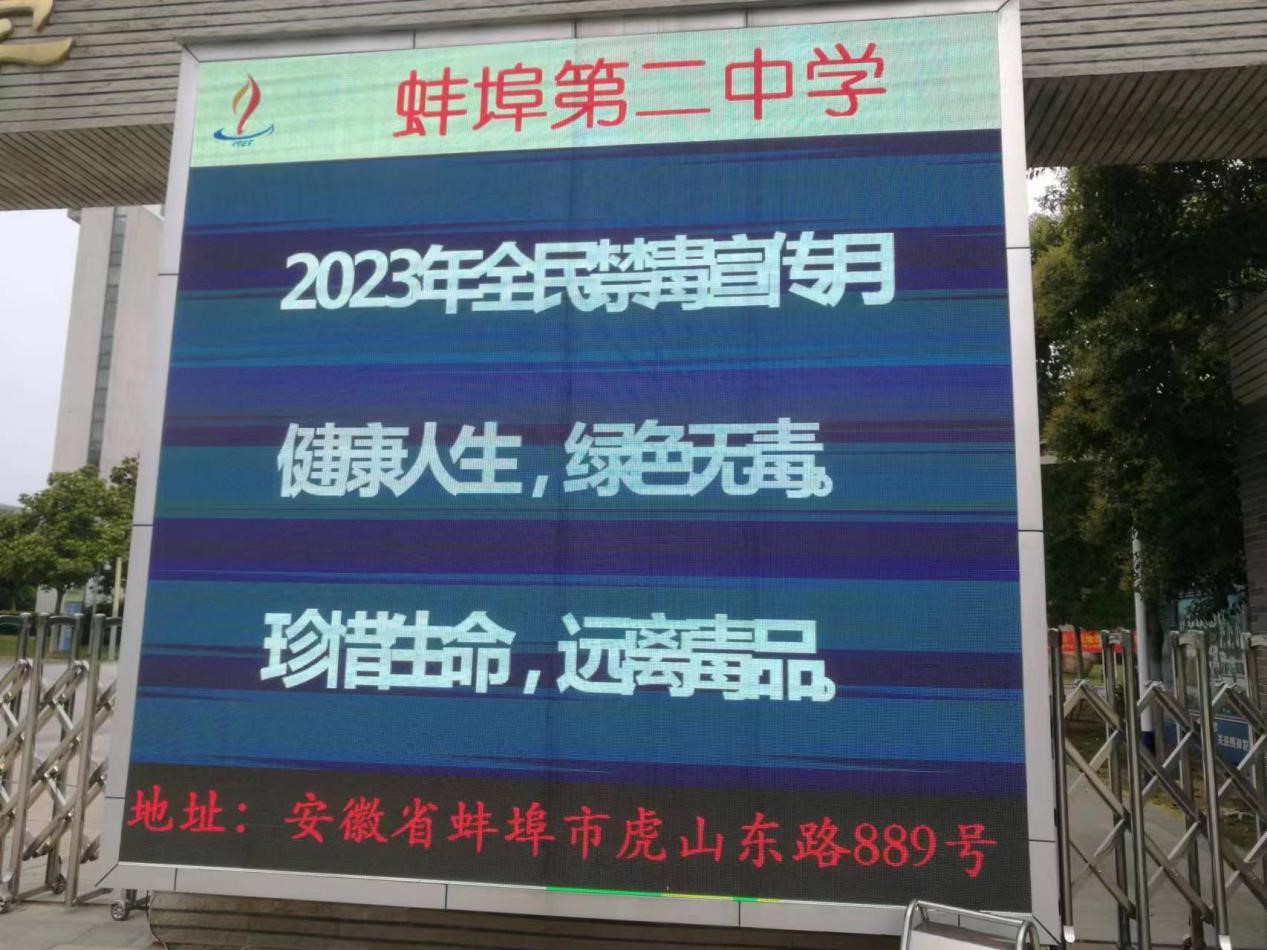 蚌埠第二中学
2023年全民禁毒宣传月
健康人生，绿色无毒。
珍惜生命，远离毒品。
地址：安徽省蚌埠市虎山东路889号